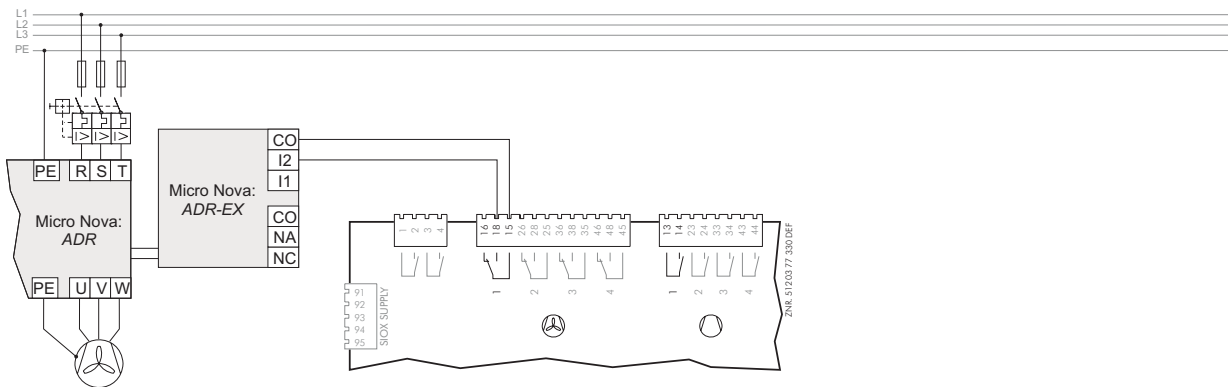 L1
L2
L3
PE
I> I> I>
PE R S T
Micro Nova:
ADR
PE U V W
Micro Nova:
ADR-EX
CO
I2
I1
CO
NA
NC
1 2 3 4
16 18 15 26 28 25 36 38 35 46 48 45
13 14 23 24 33 34 43 44
1 2 3 4
1 2 3 4
91
92
93
94
95
SIOX SUPPLY
ZNR. 51203 77 330 DEF